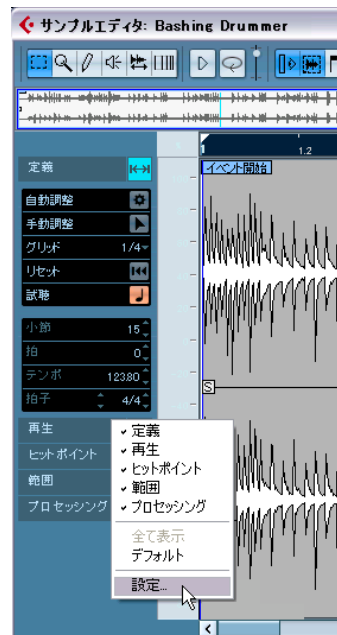 サンプルエディタ: Bashing Drummer
1
1.2
定義
イベント開始
自動調整
手動調整
グリッド 1/4
リセット
試聴
小節 15
拍 0
テンポ 123.80
拍子 4/4
S
再生
ヒットポイント
範囲
プロセッシング
✓定義
✓再生
✓ヒットポイント
✓範囲
✓プロセッシング
全て表示
デフォルト
設定...